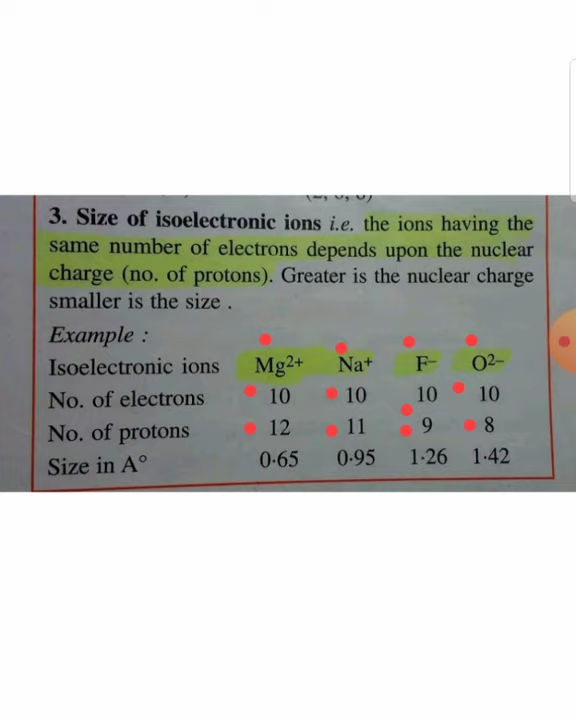 3. Size of isoelectronic ions i.e. the ions having the
same number of electrons depends upon the nuclear
charge (no. of protons). Greater is the nuclear charge
smaller is the size .
Example :
Isoelectronic ions Mg2+ Na+ F− O2−
No. of electrons 10 10 10 10
No. of protons 12 11 9 8
Size in A° 0·65 0·95 1·26 1·42